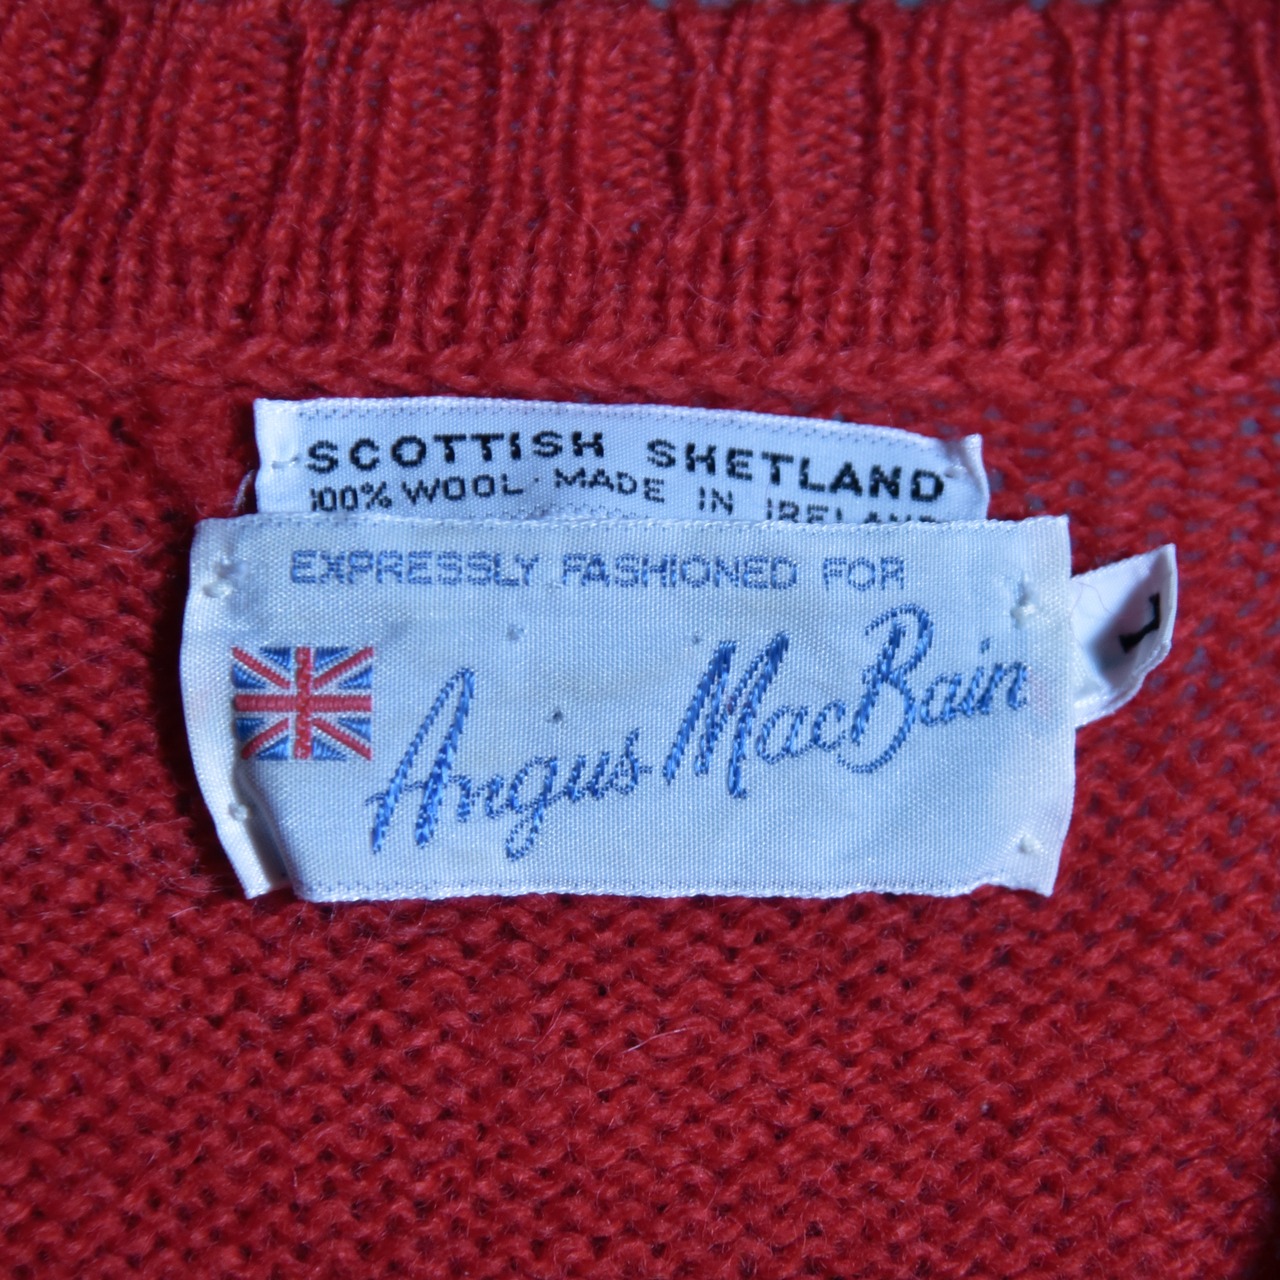 SCOTTISH SHETLAND
100% WOOL MADE IN IRELAND
EXPRESSLY FASHIONED FOR
Angus MacBain
L